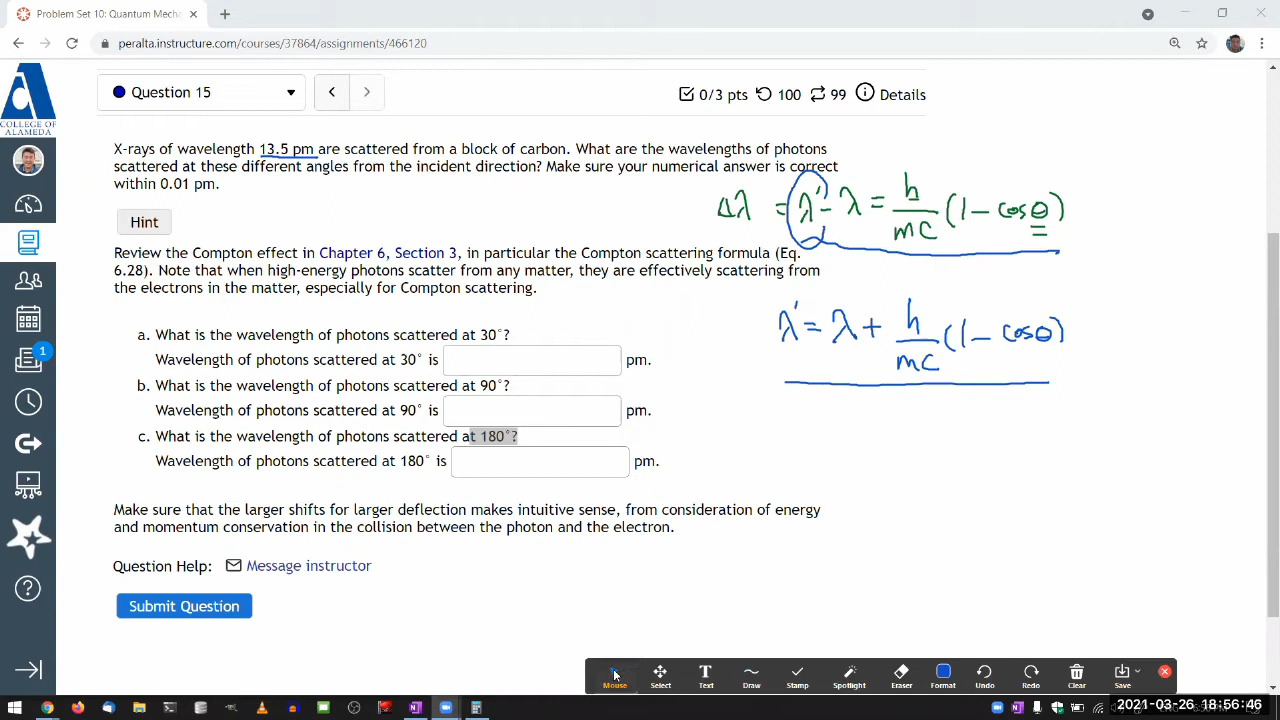 Problem Set 10: Quantum Mecha
peralta.instructure.com/courses/37864/assignments/466120
COLLEGE OF
ALAMEDA
Question 15
0/3 pts 100 99 Details
X-rays of wavelength 13.5 pm are scattered from a block of carbon. What are the wavelengths of photons
scattered at these different angles from the incident direction? Make sure your numerical answer is correct
within 0.01 pm.
Δλ = λ' - λ = h/mc (1 - cosθ)
Hint
Review the Compton effect in Chapter 6, Section 3, in particular the Compton scattering formula (Eq.
6.28). Note that when high-energy photons scatter from any matter, they are effectively scattering from
the electrons in the matter, especially for Compton scattering.
λ' = λ + h/mc (1 - cosθ)
a. What is the wavelength of photons scattered at 30°?
Wavelength of photons scattered at 30° is pm.
b. What is the wavelength of photons scattered at 90°?
Wavelength of photons scattered at 90° is pm.
c. What is the wavelength of photons scattered at 180°?
Wavelength of photons scattered at 180° is pm.
1
Make sure that the larger shifts for larger deflection makes intuitive sense, from consideration of energy
and momentum conservation in the collision between the photon and the electron.
Question Help: Message instructor
Submit Question
Mouse Select Text Draw Stamp Spotlight Eraser Format Undo Redo Clear Save
2021-03-26 18:56:46